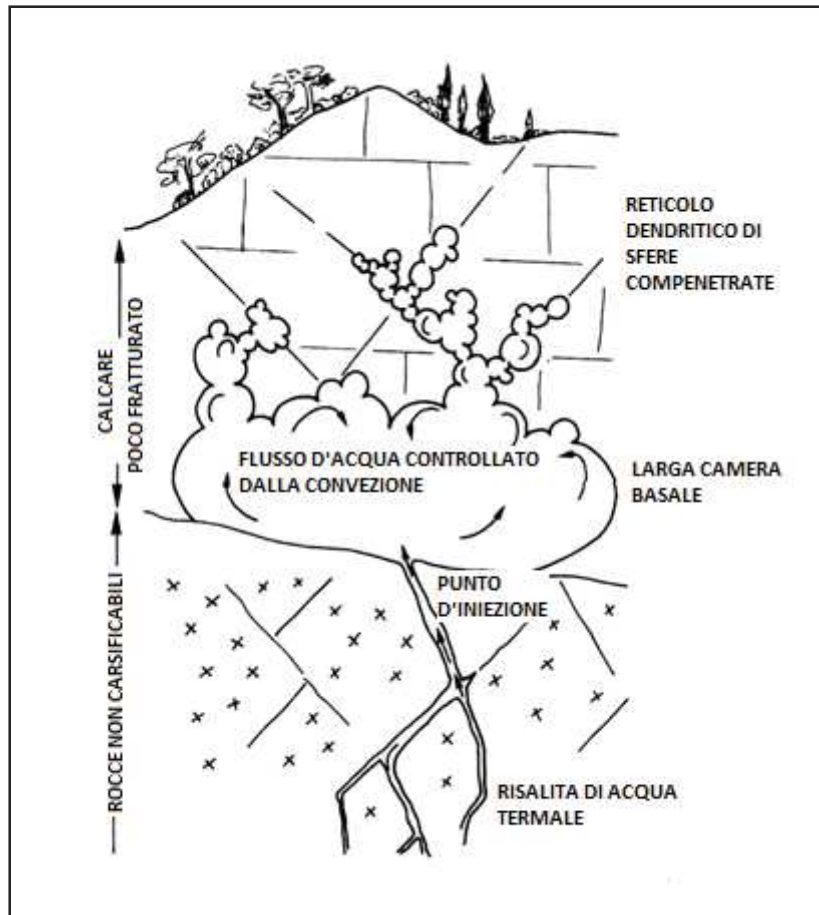 RETICOLO
DENDRITICO DI
SFERE
COMPENETRATE
CALCARE
POCO FRATTURATO
FLUSSO D'ACQUA CONTROLLATO
DALLA CONVEZIONE
LARGA CAMERA
BASALE
PUNTO
D'INIEZIONE
ROCCE NON CARSIFICABILI
RISALITA DI ACQUA
TERMALE